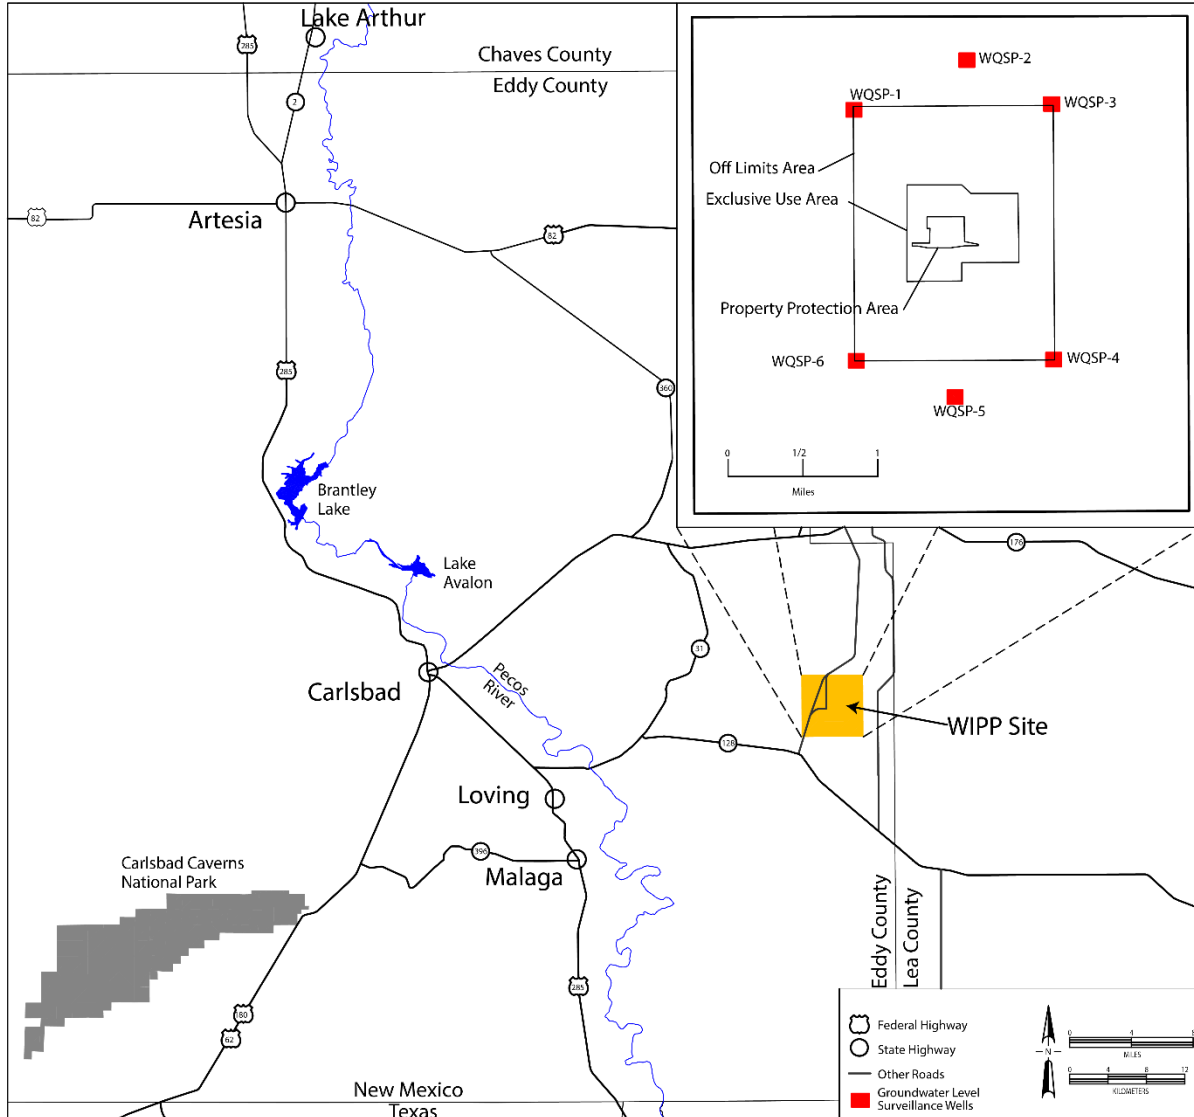 Lake Arthur
285
Chaves County
Eddy County
2
Artesia
82
82
285
360
Brantley
Lake
Lake
Avalon
Pecos
River
Carlsbad
31
176
WIPP Site
128
Loving
Malaga
396
Carlsbad Caverns
National Park
Eddy County
Lea County
285
180
62
New Mexico
Texas
WQSP-2
WQSP-1
WQSP-3
Off Limits Area
Exclusive Use Area
Property Protection Area
WQSP-6
WQSP-4
WQSP-5
0
1/2
1
Miles
Federal Highway
State Highway
Other Roads
Groundwater Level
Surveillance Wells
N
0 4 8
MILES
0 4 8 12
KILOMETERS